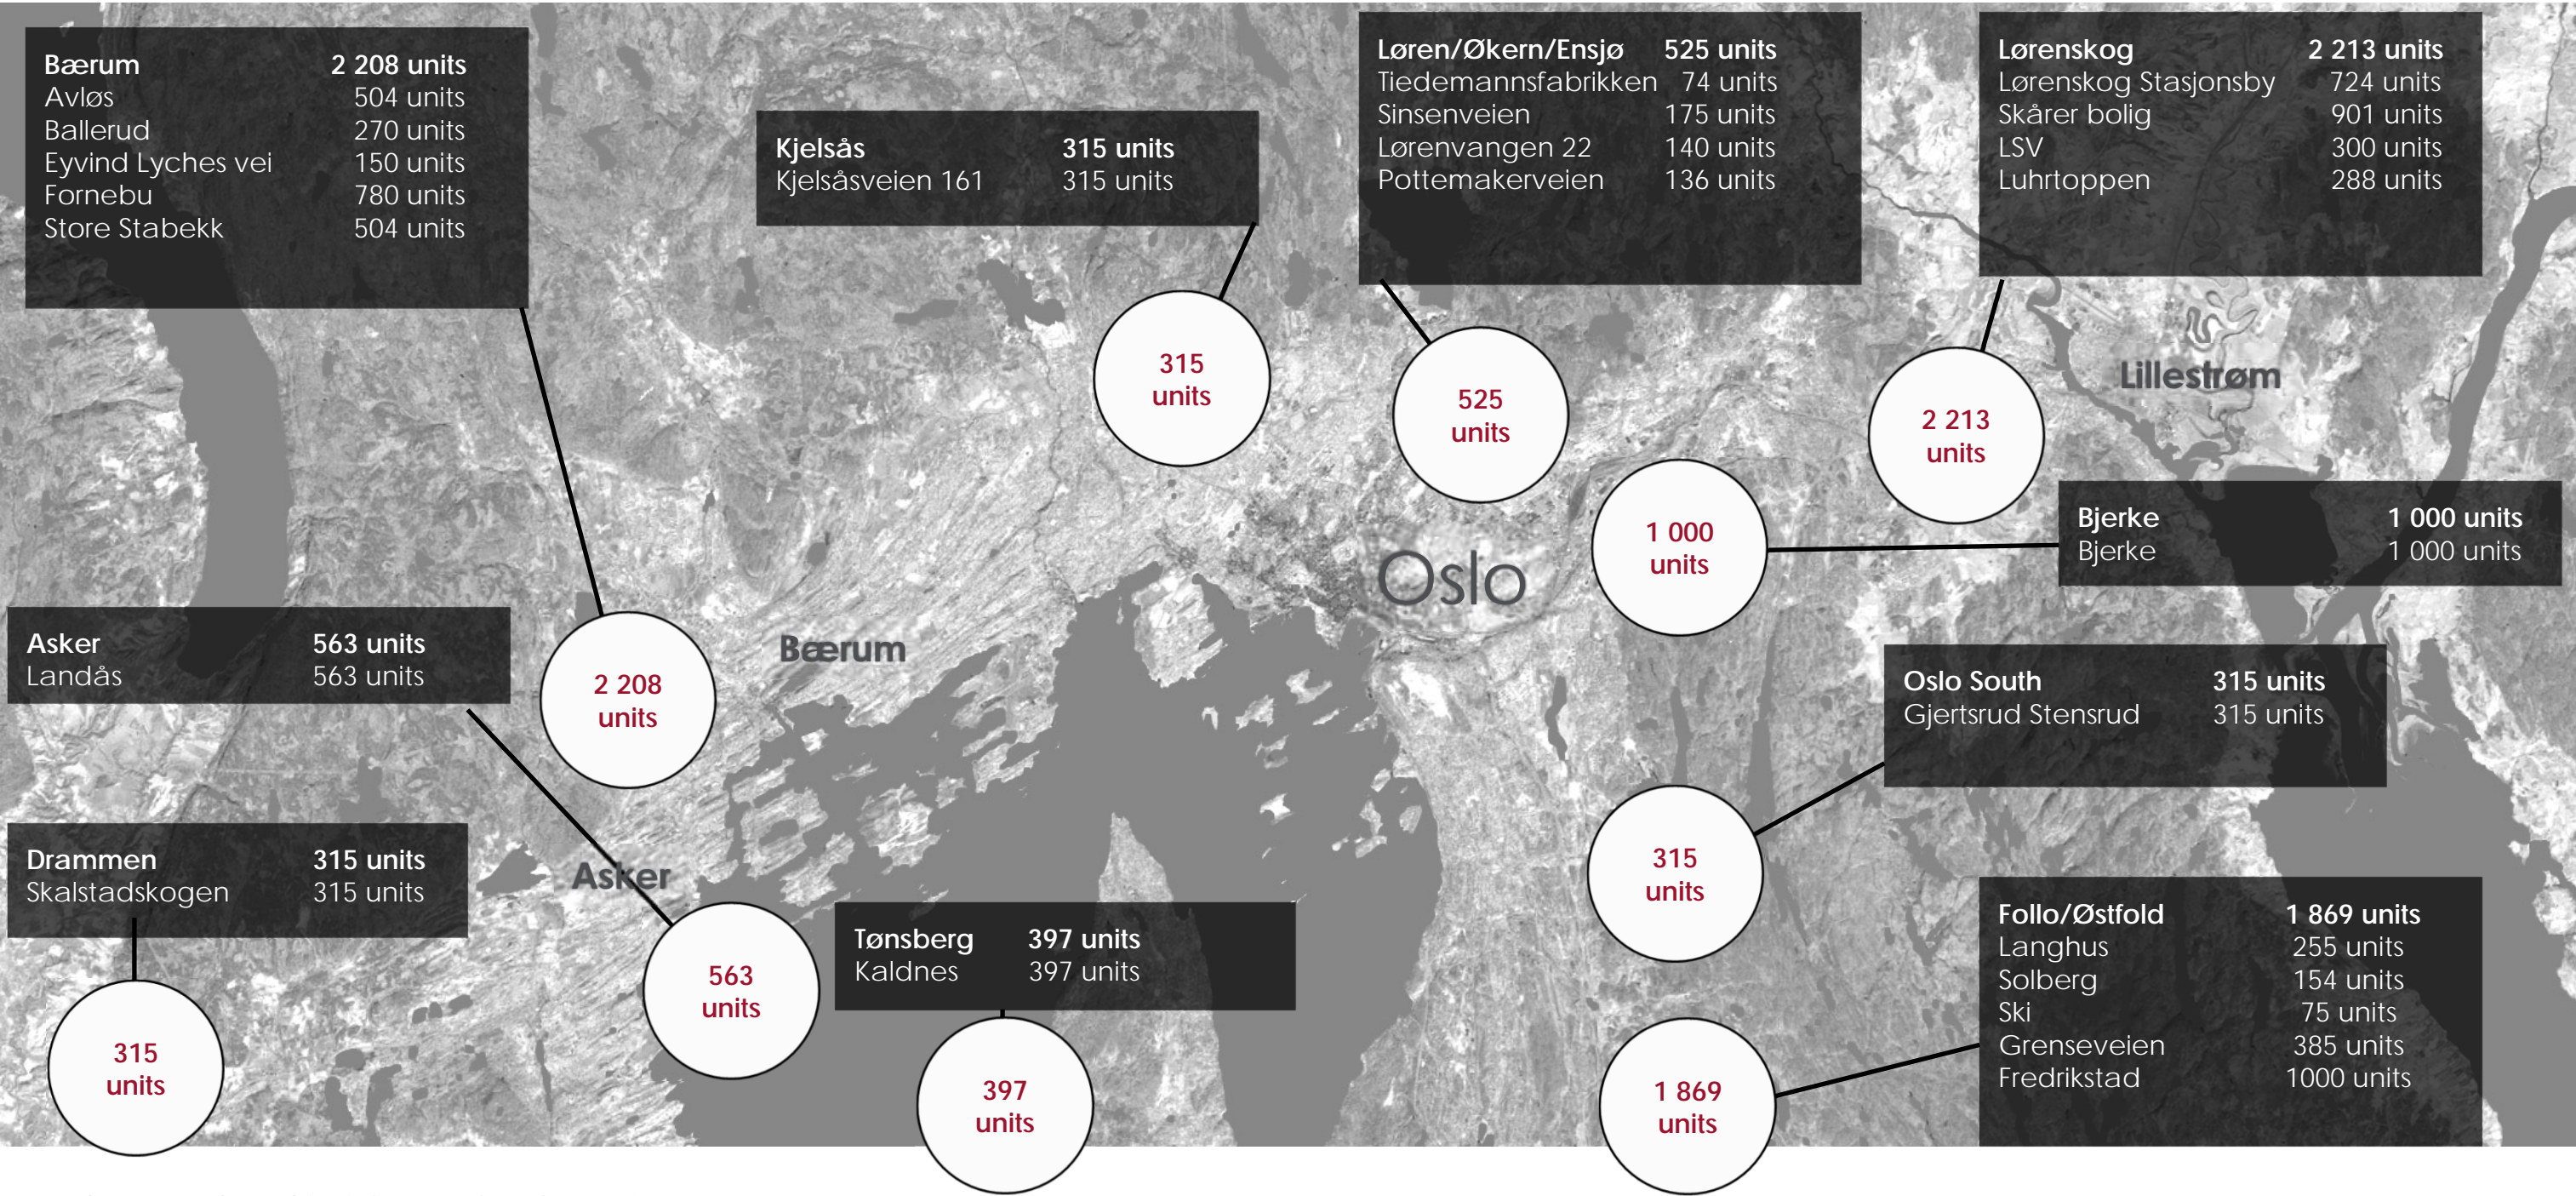 Bærum 2 208 units
Avløs 504 units
Ballerud 270 units
Eyvind Lyches vei 150 units
Fornebu 780 units
Store Stabekk 504 units
Kjelsås 315 units
Kjelsåsveien 161 315 units
Løren/Økern/Ensjø 525 units
Tiedemannsfabrikken 74 units
Sinsenveien 175 units
Lørenvangen 22 140 units
Pottemakerveien 136 units
Lørenskog 2 213 units
Lørenskog Stasjonsby 724 units
Skårer bolig 901 units
LSV 300 units
Luhrtoppen 288 units
315
units
525
units
2 213
units
Lillestrøm
1 000
units
Bjerke 1 000 units
Bjerke 1 000 units
Oslo
Asker 563 units
Landås 563 units
2 208
units
Bærum
Oslo South 315 units
Gjertsrud Stensrud 315 units
Drammen 315 units
Skalstadskogen 315 units
Asker
315
units
563
units
Tønsberg 397 units
Kaldnes 397 units
Follo/Østfold 1 869 units
Langhus 255 units
Solberg 154 units
Ski 75 units
Grenseveien 385 units
Fredrikstad 1000 units
315
units
397
units
1 869
units